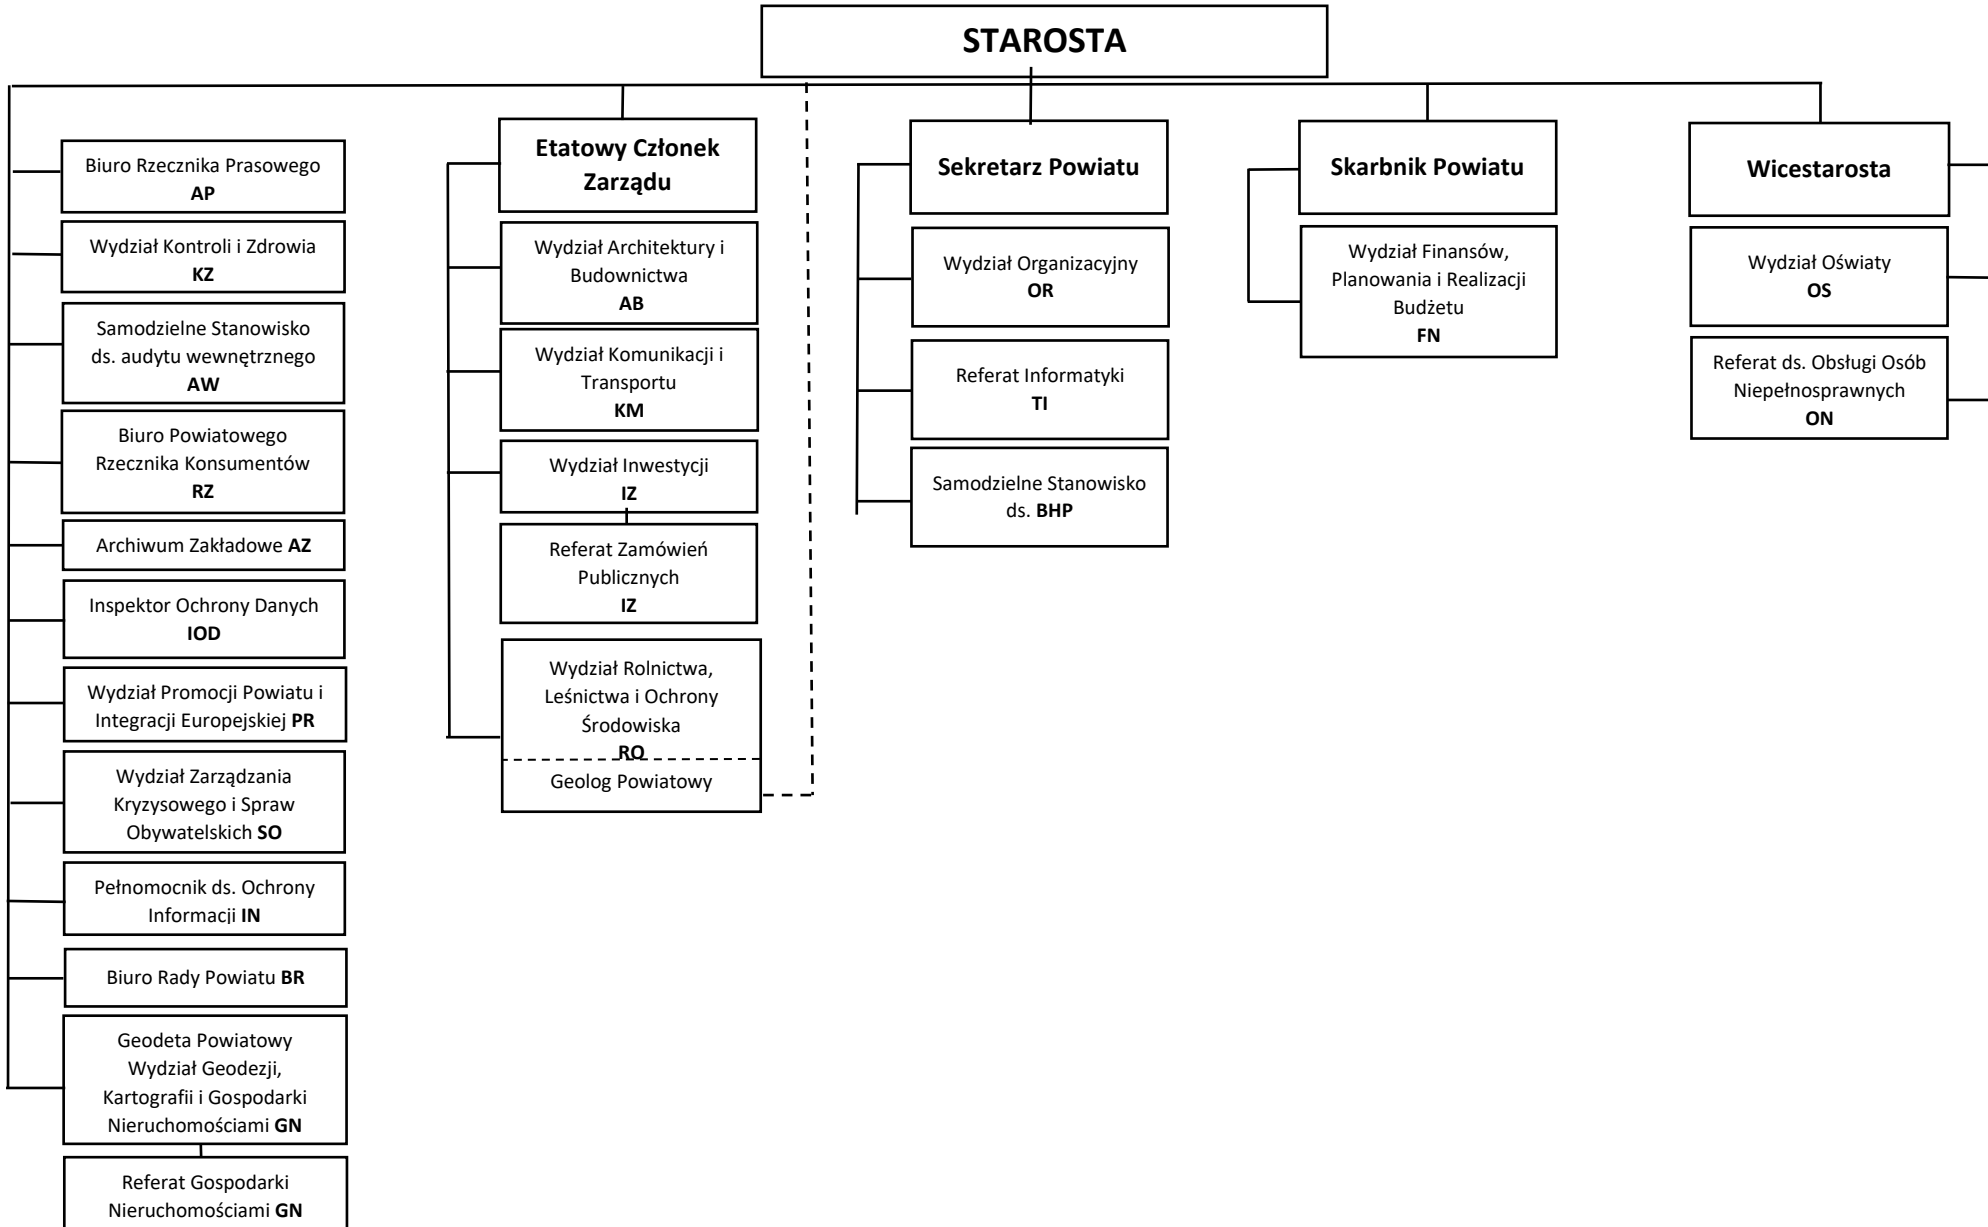 STAROSTA
Biuro Rzecznika Prasowego
AP
Wydział Kontroli i Zdrowia
KZ
Samodzielne Stanowisko
ds. audytu wewnętrznego
AW
Biuro Powiatowego
Rzecznika Konsumentów
RZ
Archiwum Zakładowe AZ
Inspektor Ochrony Danych
IOD
Wydział Promocji Powiatu i
Integracji Europejskiej PR
Wydział Zarządzania
Kryzysowego i Spraw
Obywatelskich SO
Pełnomocnik ds. Ochrony
Informacji IN
Biuro Rady Powiatu BR
Geodeta Powiatowy
Wydział Geodezji,
Kartografii i Gospodarki
Nieruchomościami GN
Referat Gospodarki
Nieruchomościami GN
Etatowy Członek
Zarządu
Wydział Architektury i
Budownictwa
AB
Wydział Komunikacji i
Transportu
KM
Wydział Inwestycji
IZ
Referat Zamówień
Publicznych
IZ
Wydział Rolnictwa,
Leśnictwa i Ochrony
Środowiska
RO
Geolog Powiatowy
Sekretarz Powiatu
Wydział Organizacyjny
OR
Referat Informatyki
TI
Samodzielne Stanowisko
ds. BHP
Skarbnik Powiatu
Wydział Finansów,
Planowania i Realizacji
Budżetu
FN
Wicestarosta
Wydział Oświaty
OS
Referat ds. Obsługi Osób
Niepełnosprawnych
ON